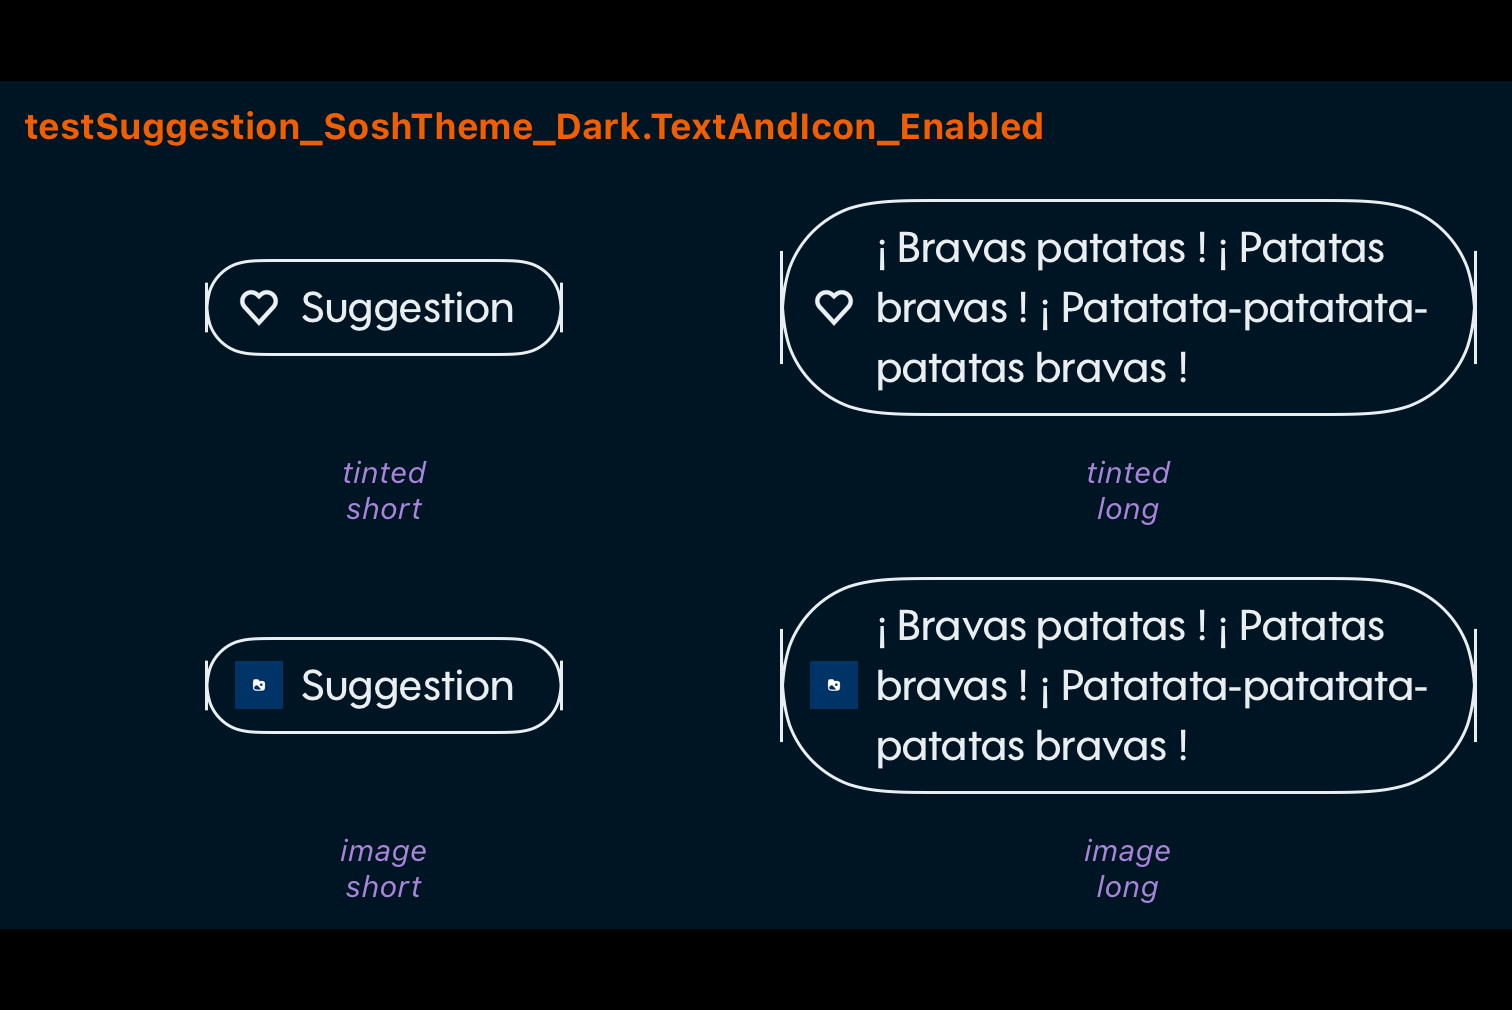 testSuggestion_SoshTheme_Dark.TextAndIcon_Enabled
Suggestion
¡ Bravas patatas ! ¡ Patatas
bravas ! ¡ Patatata-patatata-
patatas bravas !
tinted
short
tinted
long
Suggestion
¡ Bravas patatas ! ¡ Patatas
bravas ! ¡ Patatata-patatata-
patatas bravas !
image
short
image
long